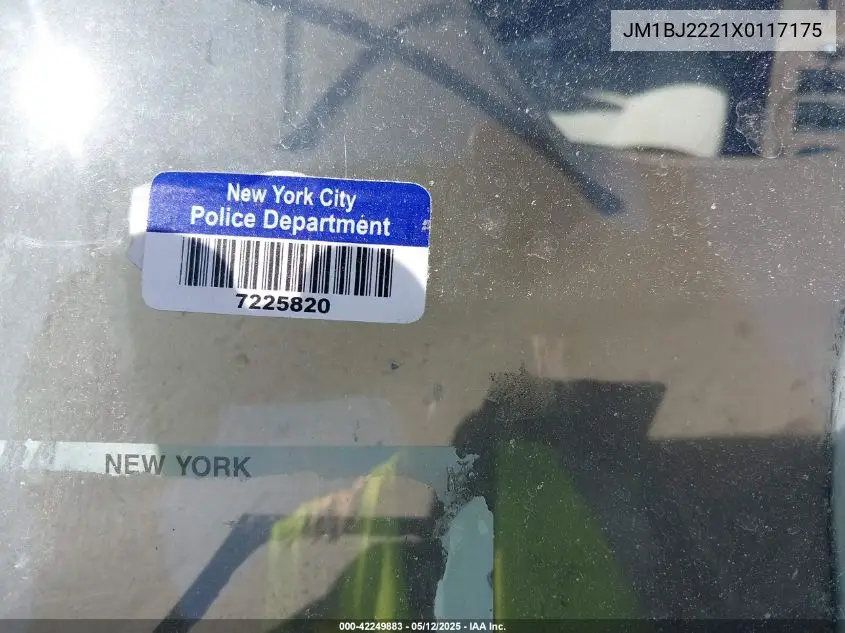 JM1BJ2221X0117175
New York City
Police Department
7225820
NEW YORK
000-42249883 - 05/12/2025 - IAA Inc.